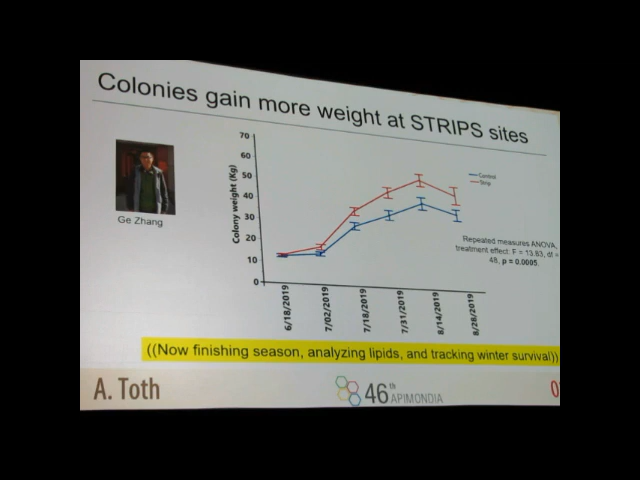 Colonies gain more weight at STRIPS sites
Ge Zhang
Colony weight (Kg)
70
60
50
40
30
20
10
0
6/18/2019
7/02/2019
7/18/2019
7/31/2019
8/14/2019
8/28/2019
Control
Strip
Repeated measures ANOVA,
treatment effect: F = 13.83, df =
48, p = 0.0005.
((Now finishing season, analyzing lipids, and tracking winter survival))
A. Toth
46th
APIMONDIA